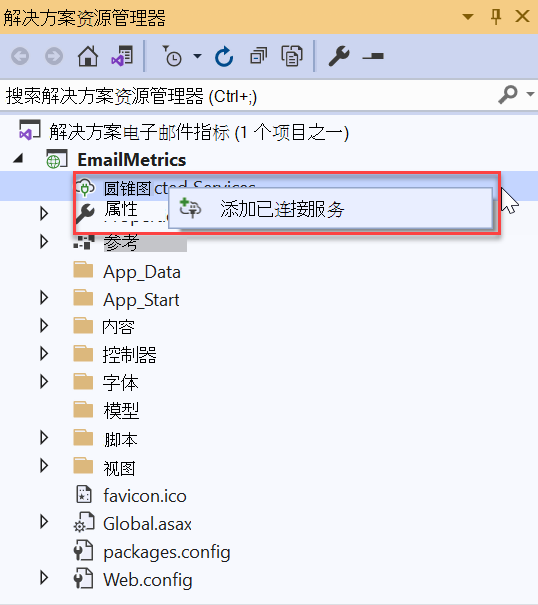 解决方案资源管理器
搜索解决方案资源管理器 (Ctrl+;)
解决方案电子邮件指标 (1 个项目之一)
EmailMetrics
圆锥图cted Services
属性
添加已连接服务
参考
App_Data
App_Start
内容
控制器
字体
模型
脚本
视图
favicon.ico
Global.asax
packages.config
Web.config